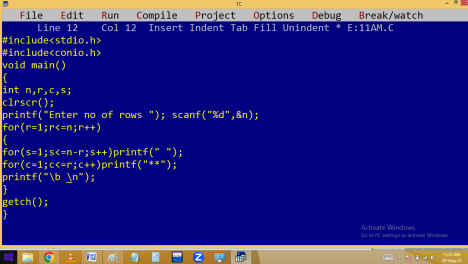 TC
File Edit Run Compile Project Options Debug Break/watch
Line 12 Col 12 Insert Indent Tab Fill Unindent * E:11AM.C
#include<stdio.h>
#include<conio.h>
void main()
{
int n,r,c,s;
clrscr();
printf("Enter no of rows "); scanf("%d",&n);
for(r=1;r<=n;r++)
{
for(s=1;s<=n-r;s++)printf(" ");
for(c=1;c<=r;c++)printf("**");
printf("\b \n");
}
getch();
}
Activate Windows
Go to PC settings to activate Windows.